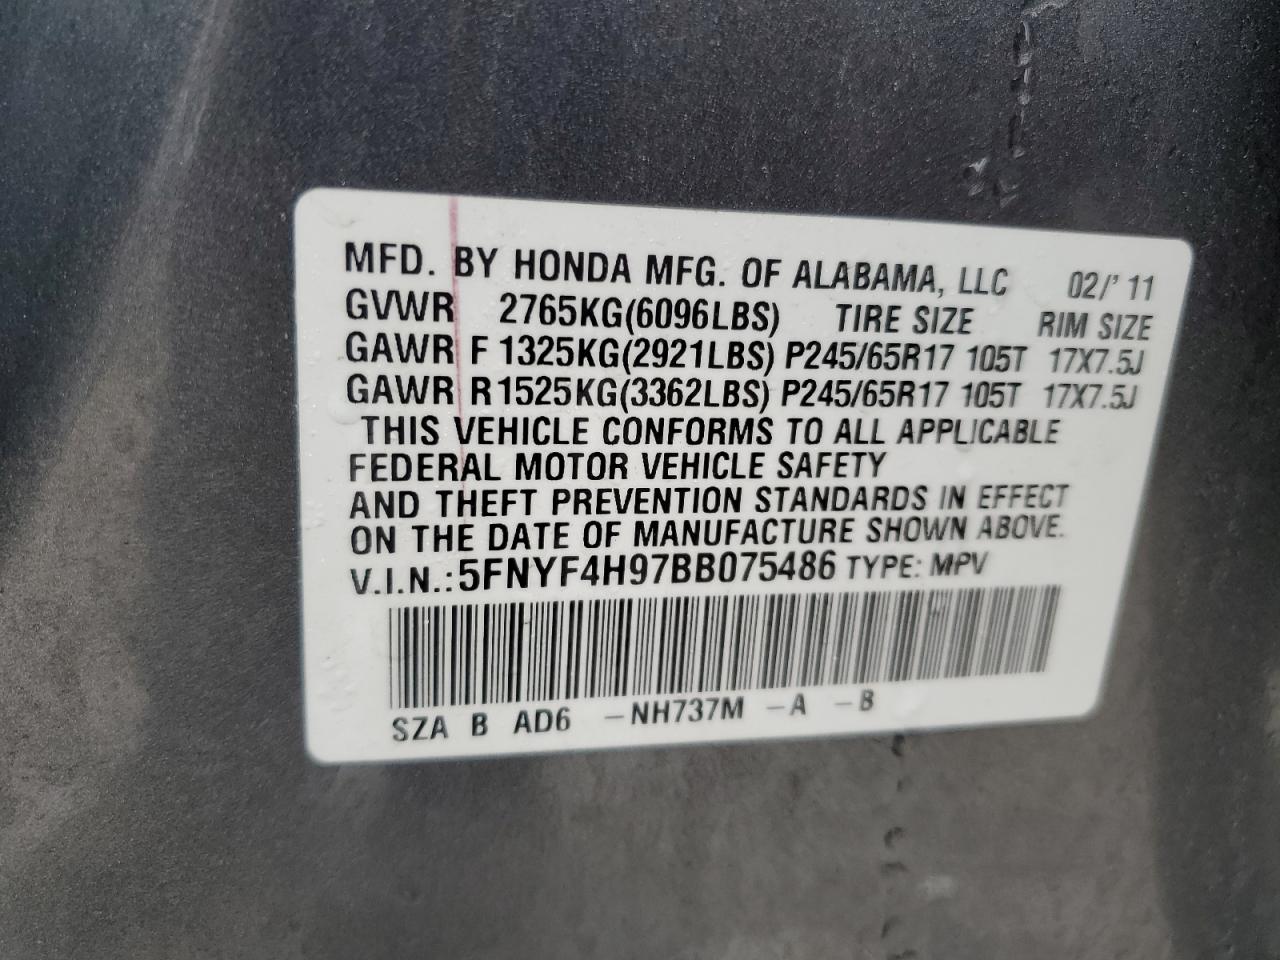 MFD. BY HONDA MFG. OF ALABAMA, LLC 02/'11
GVWR 2765KG(6096LBS) TIRE SIZE RIM SIZE
GAWR F 1325KG(2921LBS) P245/65R17 105T 17X7.5J
GAWR R 1525KG(3362LBS) P245/65R17 105T 17X7.5J
THIS VEHICLE CONFORMS TO ALL APPLICABLE
FEDERAL MOTOR VEHICLE SAFETY
AND THEFT PREVENTION STANDARDS IN EFFECT
ON THE DATE OF MANUFACTURE SHOWN ABOVE.
V.I.N.: 5FNYF4H97BB075486 TYPE: MPV
SZA B AD6 -NH737M -A -B